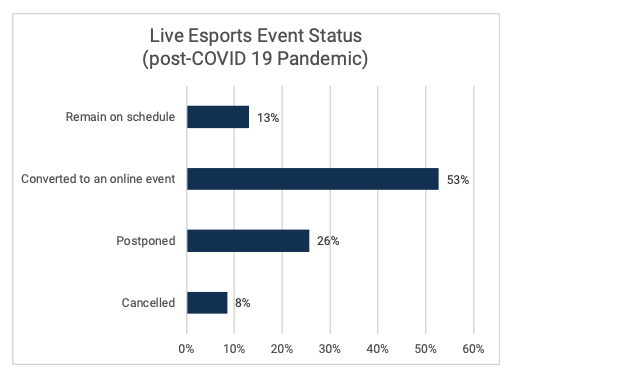 Live Esports Event Status
(post-COVID 19 Pandemic)
Remain on schedule 13%
Converted to an online event 53%
Postponed 26%
Cancelled 8%
0% 10% 20% 30% 40% 50% 60%